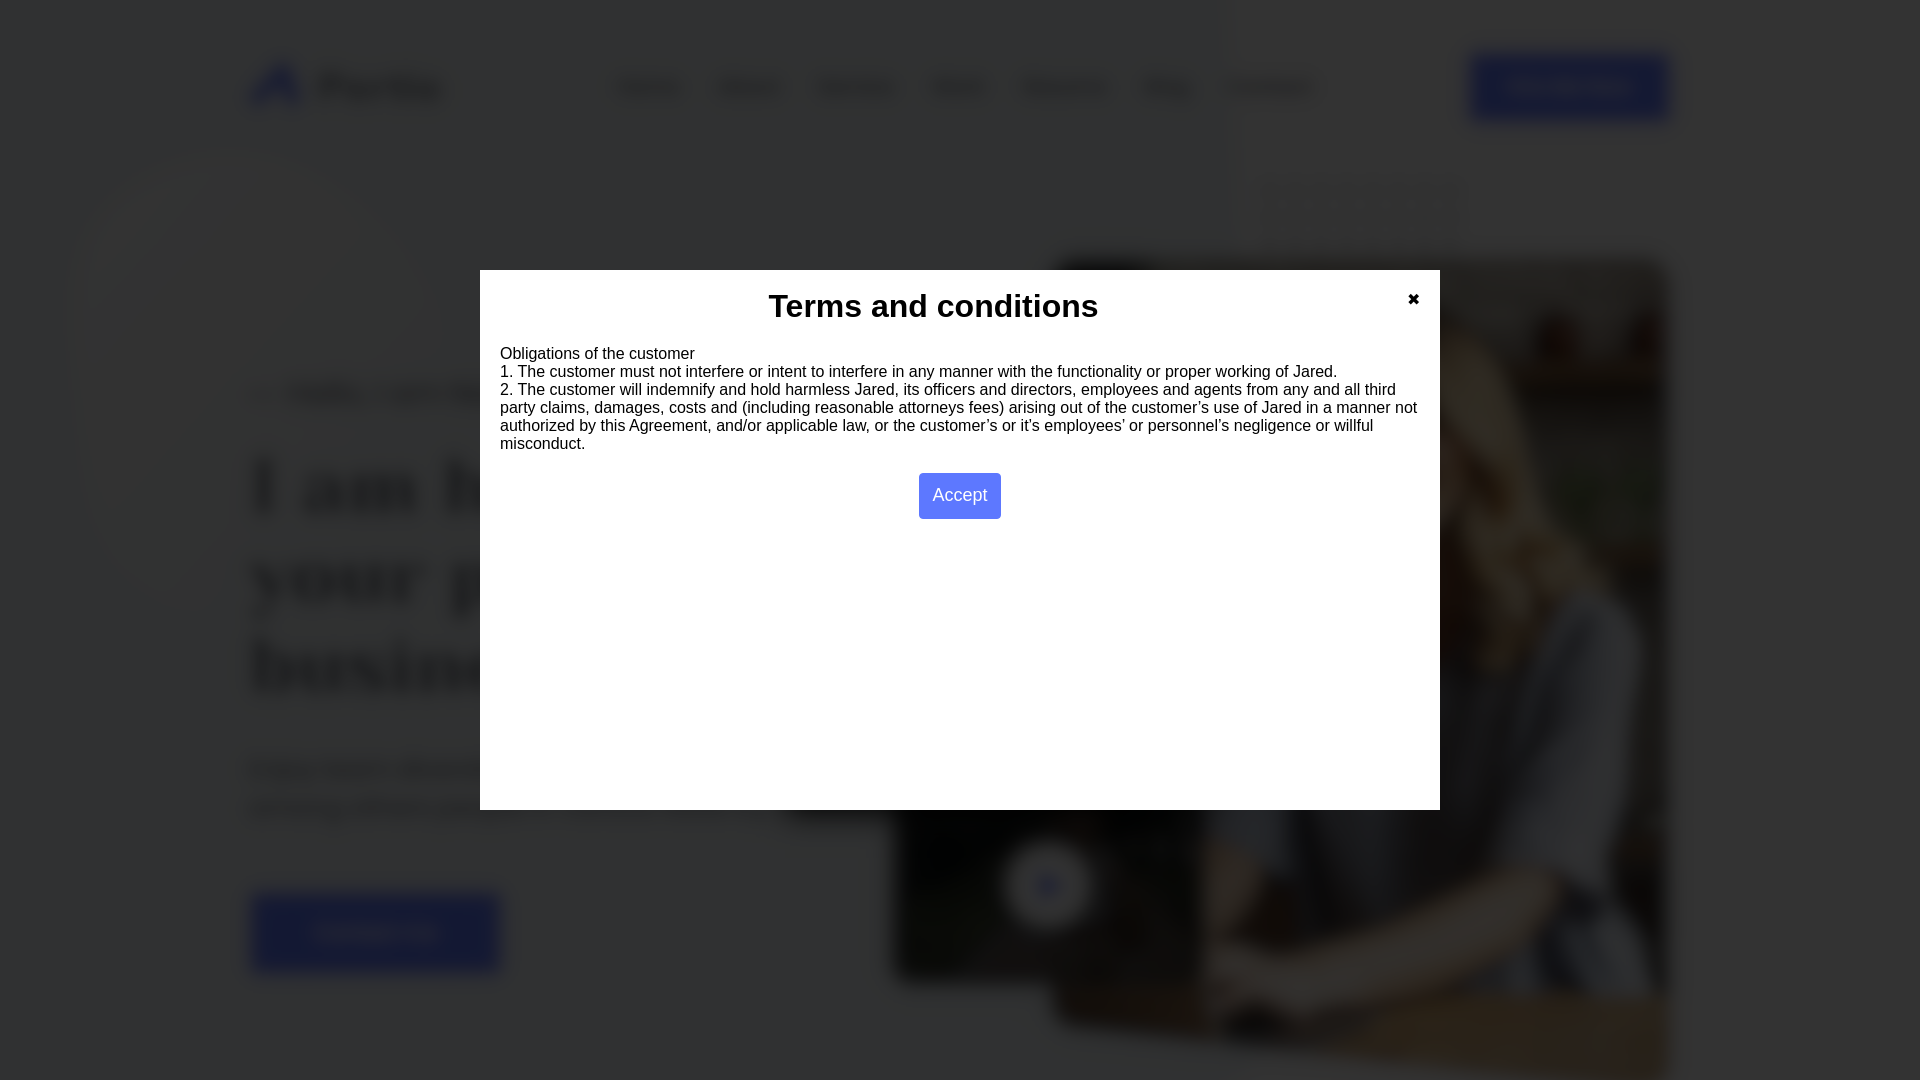 Terms and conditions
✖
Obligations of the customer
1. The customer must not interfere or intent to interfere in any manner with the functionality or proper working of Jared.
2. The customer will indemnify and hold harmless Jared, its officers and directors, employees and agents from any and all third
party claims, damages, costs and (including reasonable attorneys fees) arising out of the customer’s use of Jared in a manner not
authorized by this Agreement, and/or applicable law, or the customer’s or it’s employees’ or personnel’s negligence or willful
misconduct.
Accept
I am h
your p
busine